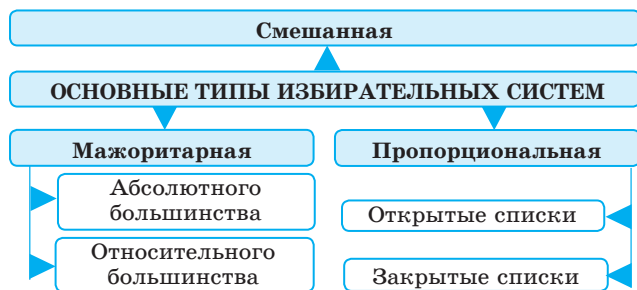 Смешанная
ОСНОВНЫЕ ТИПЫ ИЗБИРАТЕЛЬНЫХ СИСТЕМ
Мажоритарная
Абсолютного
большинства
Относительного
большинства
Пропорциональная
Открытые списки
Закрытые списки